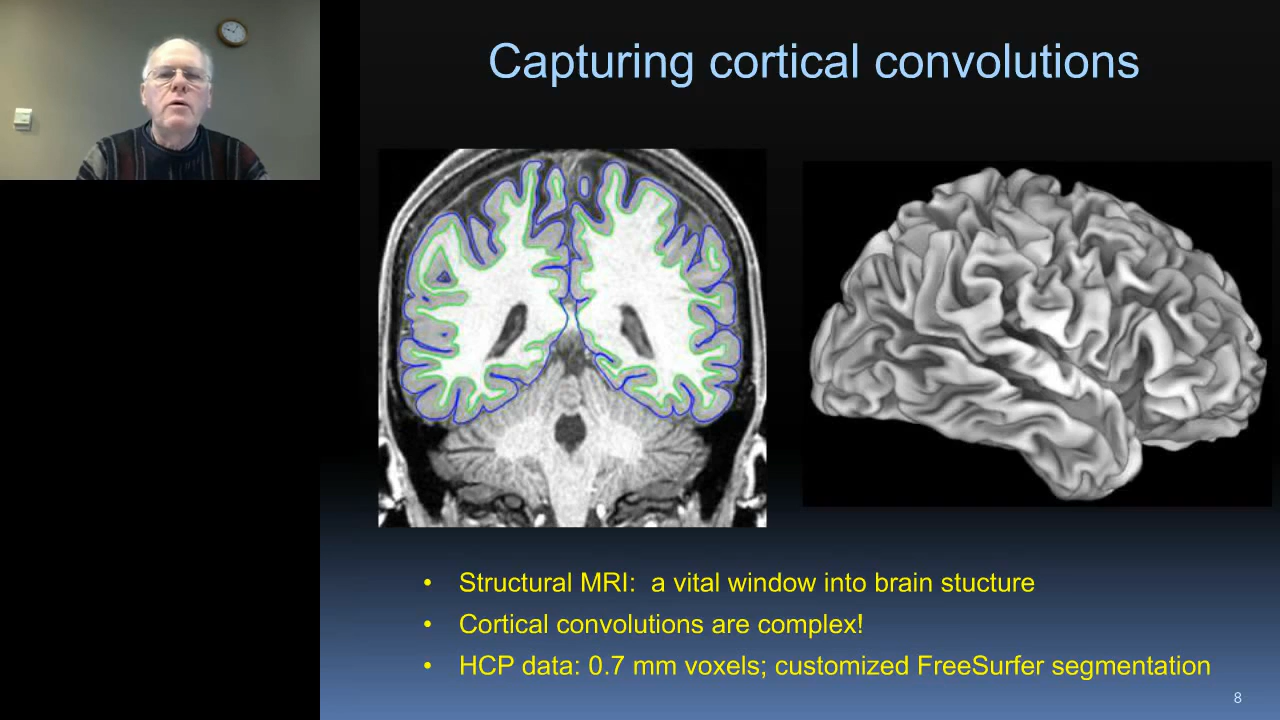 Capturing cortical convolutions
• Structural MRI: a vital window into brain stucture
• Cortical convolutions are complex!
• HCP data: 0.7 mm voxels; customized FreeSurfer segmentation
8